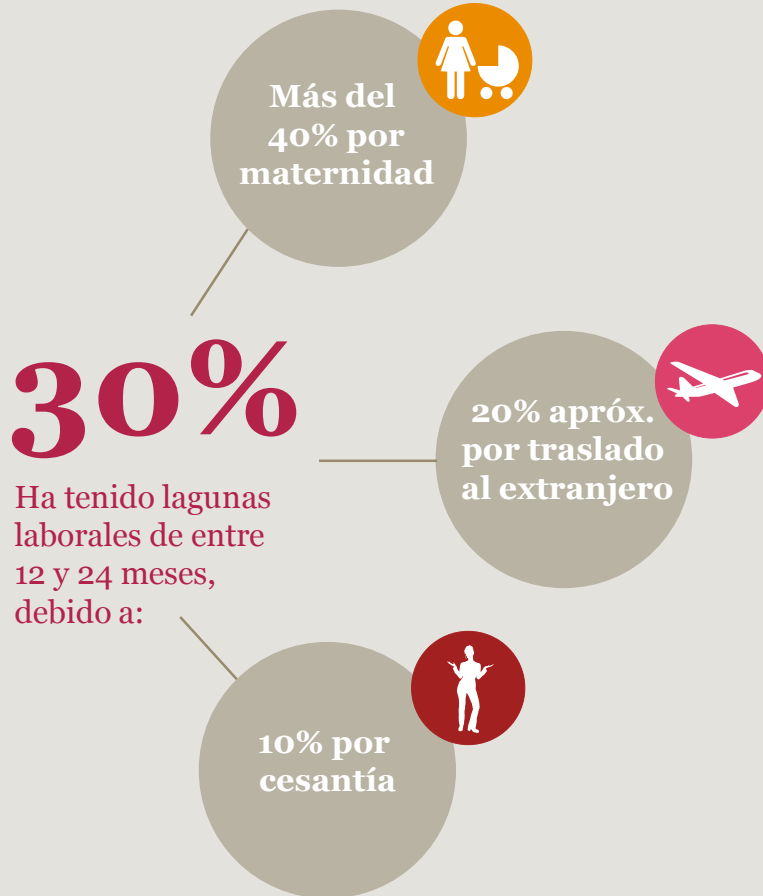 Más del
40% por
maternidad
30%
Ha tenido lagunas
laborales de entre
12 y 24 meses,
debido a:
20% apróx.
por traslado
al extranjero
10% por
cesantía